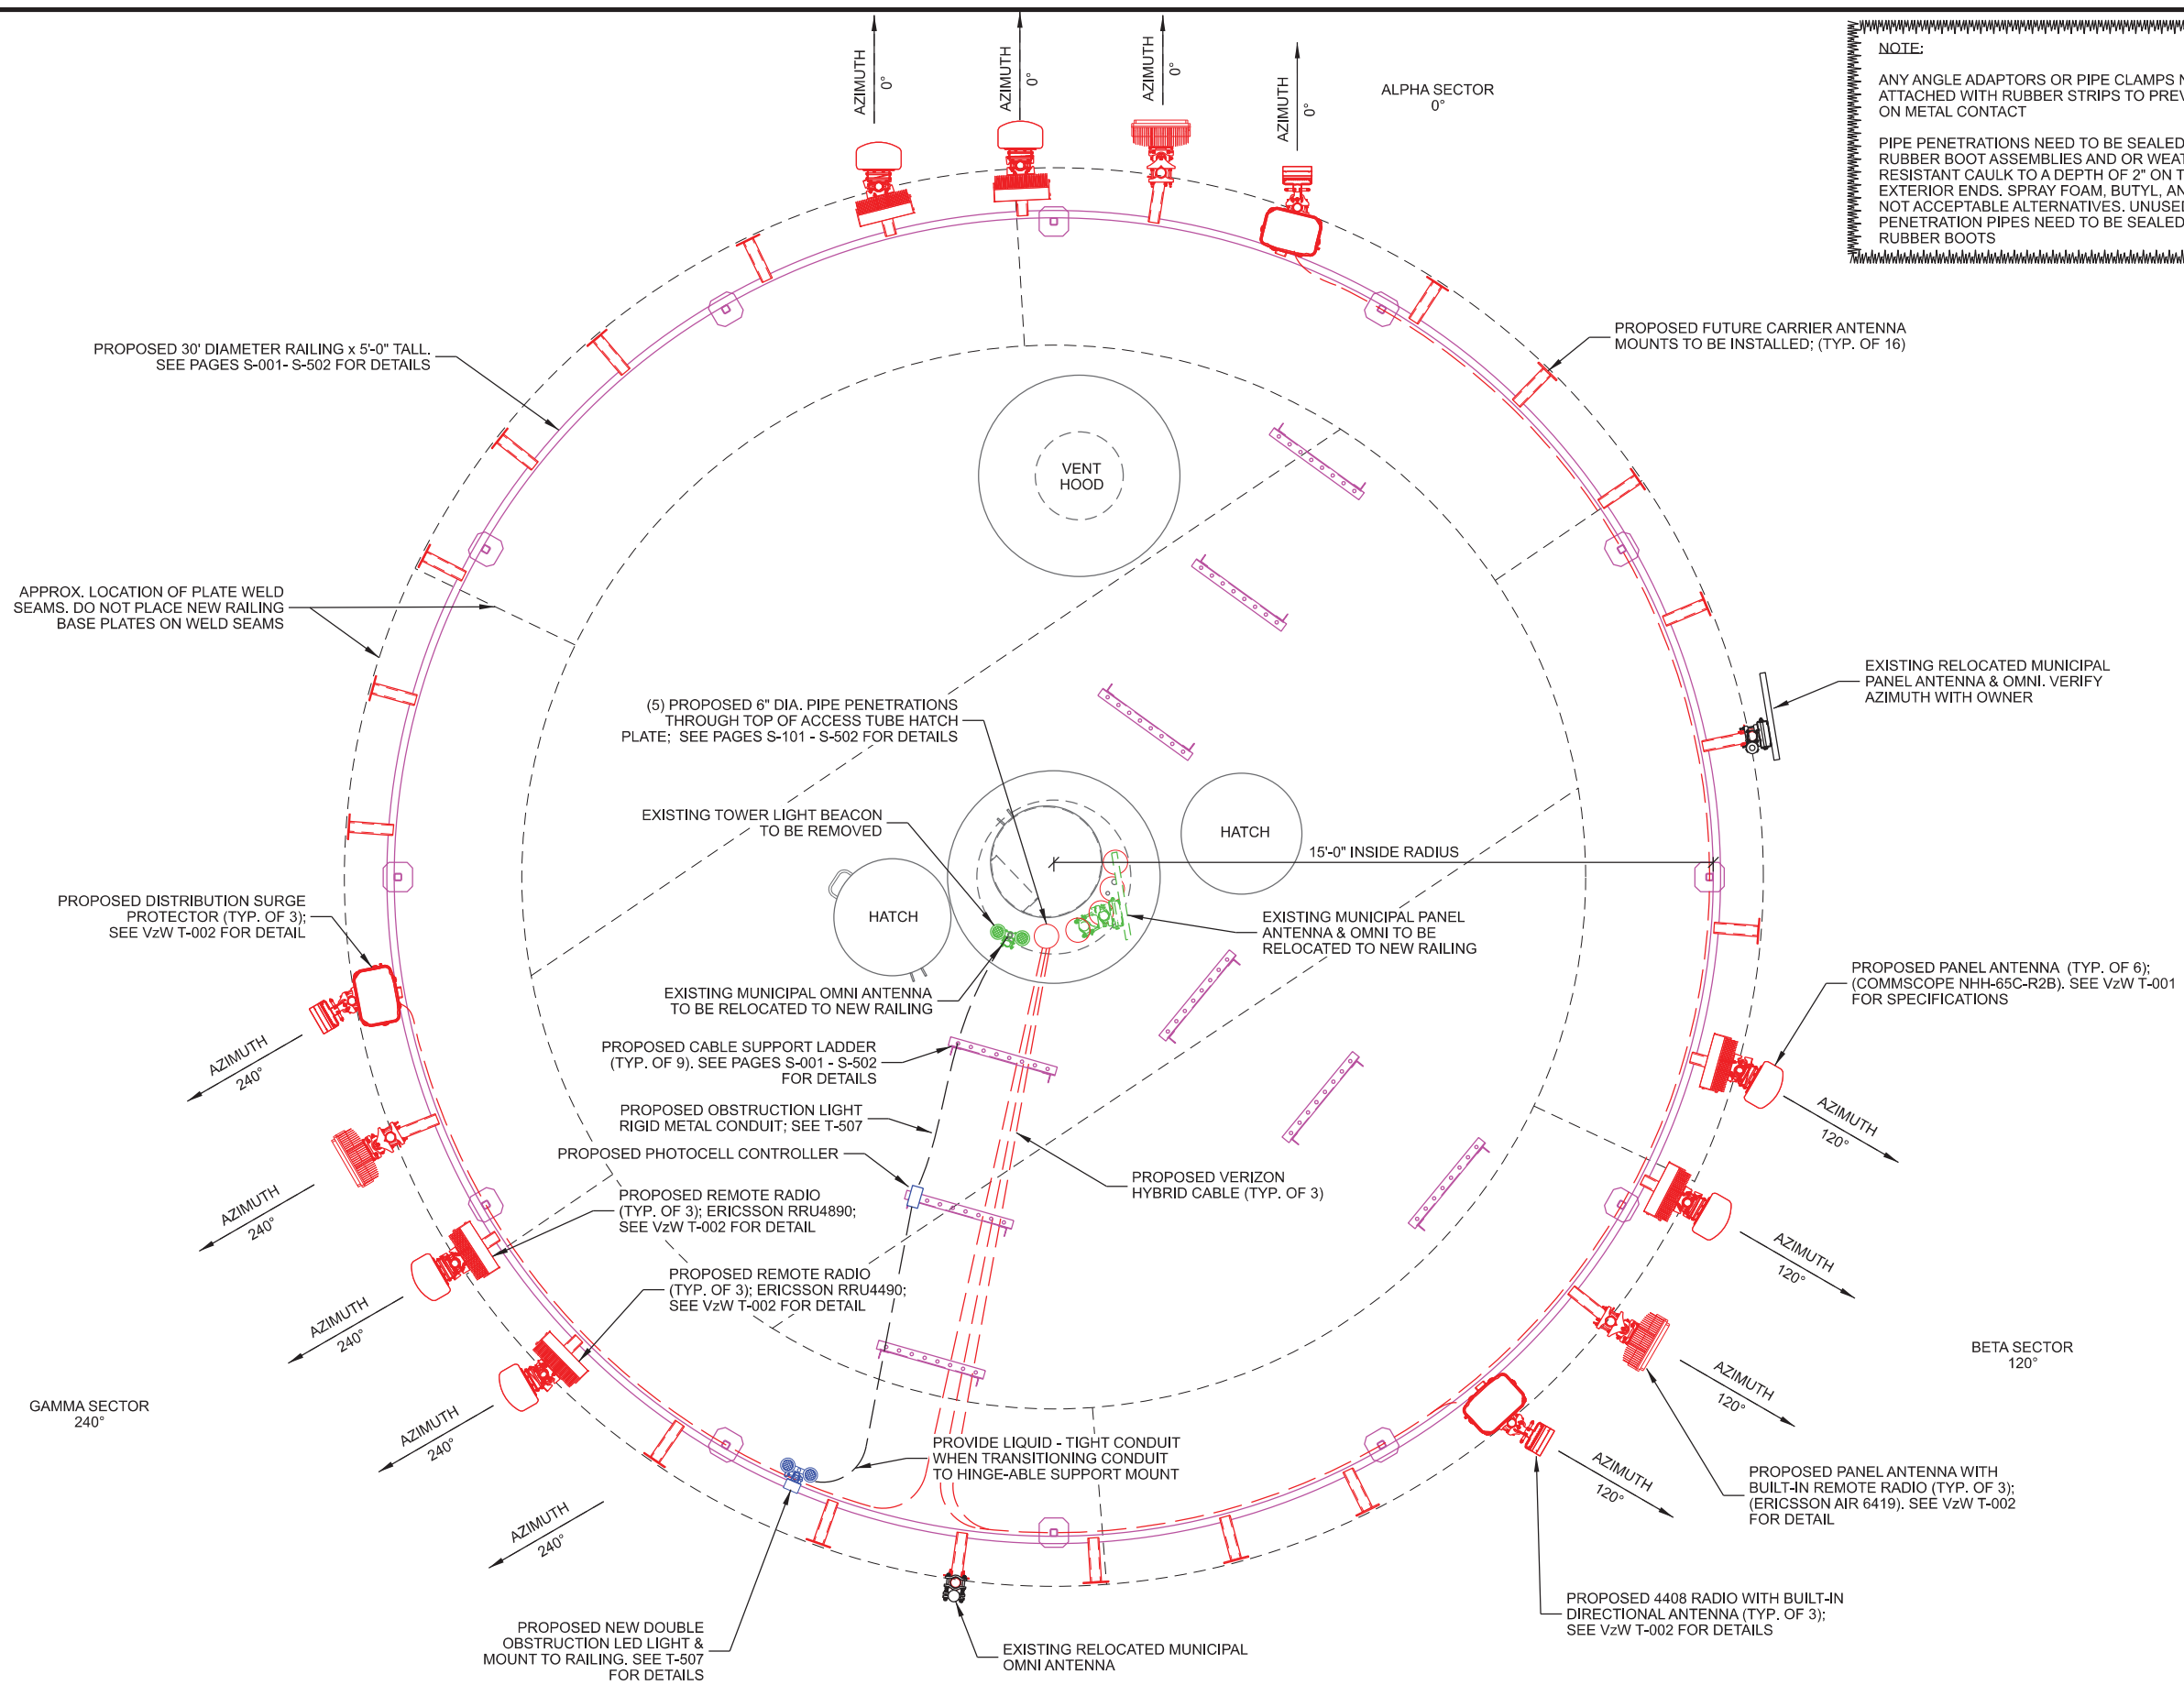 AZIMUTH
0°
AZIMUTH
0°
AZIMUTH
0°
AZIMUTH
0°
ALPHA SECTOR
0°
NOTE:
ANY ANGLE ADAPTORS OR PIPE CLAMPS
ATTACHED WITH RUBBER STRIPS TO
ON METAL CONTACT
PIPE PENETRATIONS NEED TO BE SEALED
RUBBER BOOT ASSEMBLIES AND OR
RESISTANT CAULK TO A DEPTH OF 2" ON
EXTERIOR ENDS. SPRAY FOAM, BUTYL,
NOT ACCEPTABLE ALTERNATIVES.
PENETRATION PIPES NEED TO BE SEALED
RUBBER BOOTS
PROPOSED 30' DIAMETER RAILING x 5'-0" TALL.
SEE PAGES S-001- S-502 FOR DETAILS
PROPOSED FUTURE CARRIER ANTENNA
MOUNTS TO BE INSTALLED; (TYP. OF 16)
VENT
HOOD
APPROX. LOCATION OF PLATE WELD
SEAMS. DO NOT PLACE NEW RAILING
BASE PLATES ON WELD SEAMS
(5) PROPOSED 6" DIA. PIPE PENETRATIONS
THROUGH TOP OF ACCESS TUBE HATCH
PLATE; SEE PAGES S-101 - S-502 FOR DETAILS
EXISTING RELOCATED MUNICIPAL
PANEL ANTENNA & OMNI. VERIFY
AZIMUTH WITH OWNER
EXISTING TOWER LIGHT BEACON
TO BE REMOVED
HATCH
15'-0" INSIDE RADIUS
HATCH
PROPOSED DISTRIBUTION SURGE
PROTECTOR (TYP. OF 3);
SEE VzW T-002 FOR DETAIL
EXISTING MUNICIPAL PANEL
ANTENNA & OMNI TO BE
RELOCATED TO NEW RAILING
EXISTING MUNICIPAL OMNI ANTENNA
TO BE RELOCATED TO NEW RAILING
PROPOSED PANEL ANTENNA (TYP. OF 6);
(COMMSCOPE NHH-65C-R2B). SEE VzW T-001
FOR SPECIFICATIONS
PROPOSED CABLE SUPPORT LADDER
(TYP. OF 9). SEE PAGES S-001 - S-502
FOR DETAILS
PROPOSED OBSTRUCTION LIGHT
RIGID METAL CONDUIT; SEE T-507
PROPOSED PHOTOCELL CONTROLLER
PROPOSED VERIZON
HYBRID CABLE (TYP. OF 3)
PROPOSED REMOTE RADIO
(TYP. OF 3); ERICSSON RRU4890;
SEE VzW T-002 FOR DETAIL
PROPOSED REMOTE RADIO
(TYP. OF 3); ERICSSON RRU4490;
SEE VzW T-002 FOR DETAIL
AZIMUTH
240°
AZIMUTH
240°
AZIMUTH
240°
AZIMUTH
240°
AZIMUTH
240°
GAMMA SECTOR
240°
AZIMUTH
120°
AZIMUTH
120°
AZIMUTH
120°
AZIMUTH
120°
BETA SECTOR
120°
PROVIDE LIQUID - TIGHT CONDUIT
WHEN TRANSITIONING CONDUIT
TO HINGE-ABLE SUPPORT MOUNT
PROPOSED PANEL ANTENNA WITH
BUILT-IN REMOTE RADIO (TYP. OF 3);
(ERICSSON AIR 6419). SEE VzW T-002
FOR DETAIL
PROPOSED 4408 RADIO WITH BUILT-IN
DIRECTIONAL ANTENNA (TYP. OF 3);
SEE VzW T-002 FOR DETAILS
PROPOSED NEW DOUBLE
OBSTRUCTION LED LIGHT &
MOUNT TO RAILING. SEE T-507
FOR DETAILS
EXISTING RELOCATED MUNICIPAL
OMNI ANTENNA